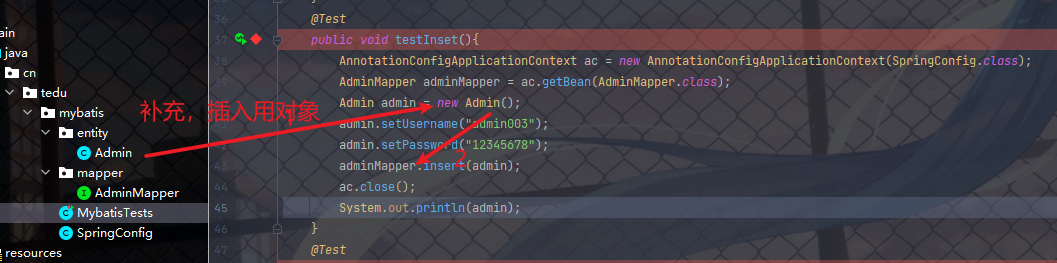 ain
java
cn
tedu
mybatis
entity
Admin
mapper
AdminMapper
MybatisTests
SpringConfig
resources
补充，插入用对象
1
2
36
@Test
37
public void testInset(){
AnnotationConfigApplicationContext ac = new AnnotationConfigApplicationContext(SpringConfig.class);
AdminMapper adminMapper = ac.getBean(AdminMapper.class);
Admin admin = new Admin();
admin.setUsername("admin003");
admin.setPassword("12345678");
adminMapper.insert(admin);
44
ac.close();
45
System.out.println(admin);
46
}
47
@Test